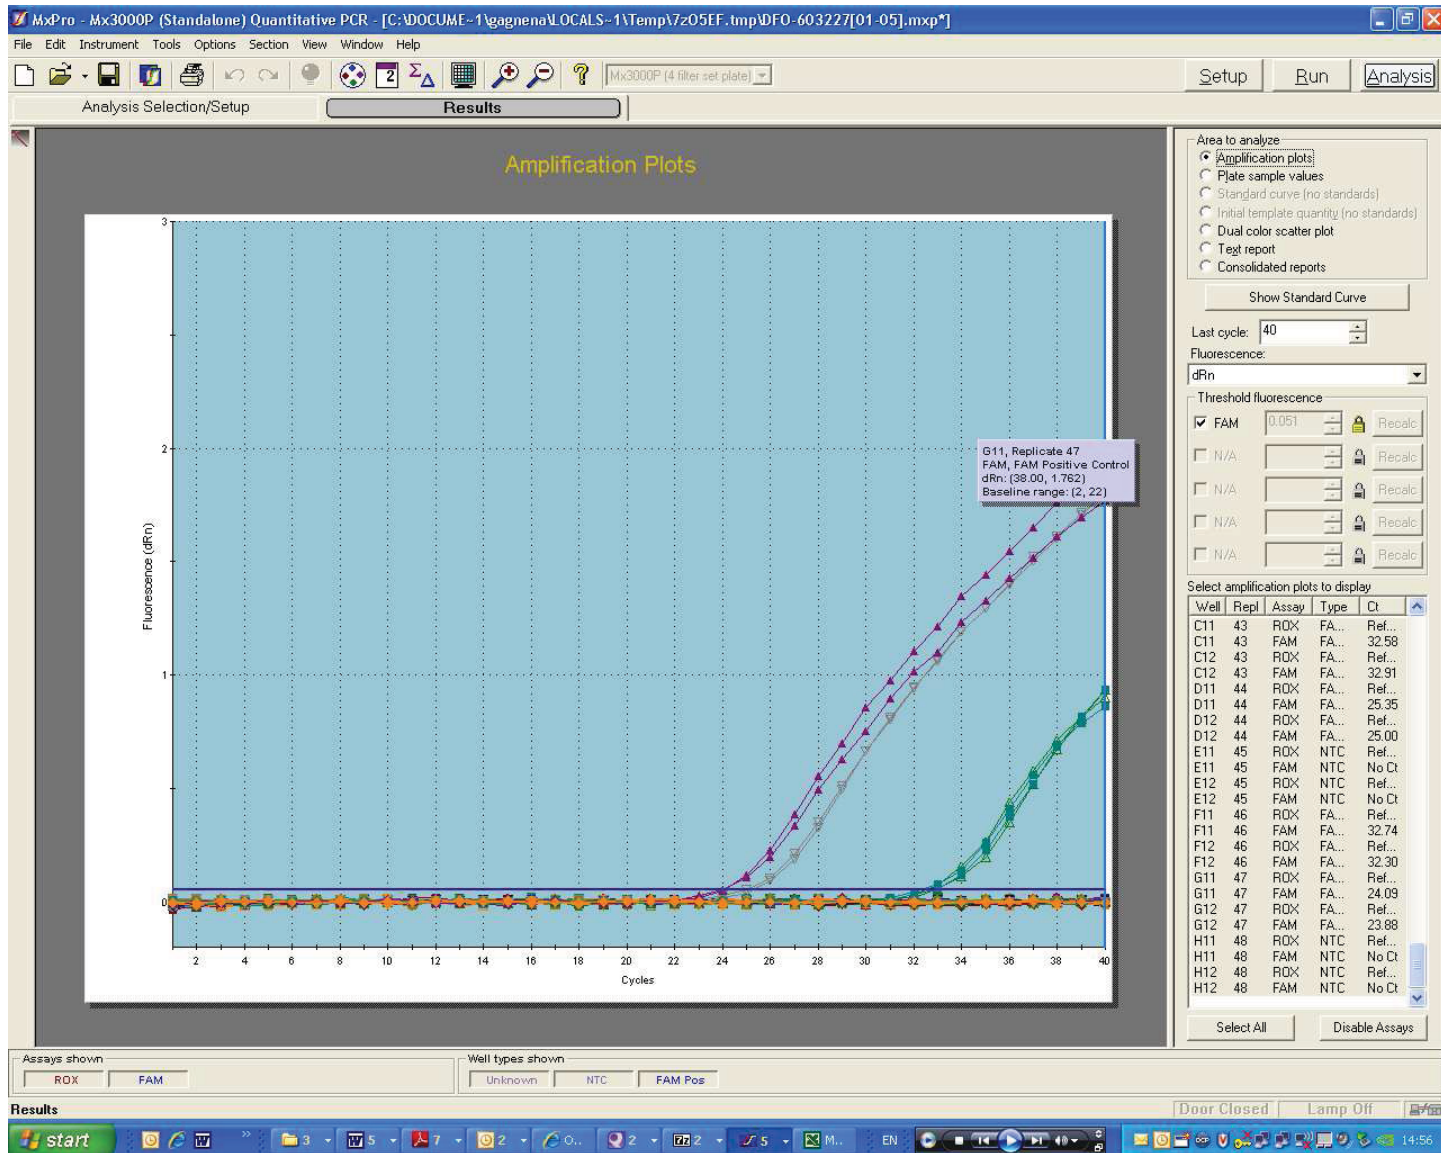 MxPro - Mx3000P (Standalone) Quantitative PCR - [C:\DOCUME~1\gagnena\LOCALS~1\Temp\7zO5EF.tmp\DFO-603227[01-05].mxp*]
File Edit Instrument Tools Options Section View Window Help
Mx3000P (4 filter set plate)
Setup Run Analysis
Analysis Selection/Setup Results
Amplification Plots
3
2
1
0
Fluorescence (dRn)
2 4 6 8 10 12 14 16 18 20 22 24 26 28 30 32 34 36 38 40
Cycles
G11, Replicate 47
FAM, FAM Positive Control
dRn: (38.00, 1.762)
Baseline range: (2, 22)
Area to analyze
Amplification plots
Plate sample values
Standard curve (no standards)
Initial template quantity (no standards)
Dual color scatter plot
Text report
Consolidated reports
Show Standard Curve
Last cycle: 40
Fluorescence:
dRn
Threshold fluorescence
FAM 0.051 Recalc
N/A Recalc
N/A Recalc
N/A Recalc
N/A Recalc
Select amplification plots to display
Well Repl Assay Type Ct
C11 43 ROX FA... Ref...
C11 43 FAM FA... 32.58
C12 43 ROX FA... Ref...
C12 43 FAM FA... 32.91
D11 44 ROX FA... Ref...
D11 44 FAM FA... 25.35
D12 44 ROX FA... Ref...
D12 44 FAM FA... 25.00
E11 45 ROX NTC Ref...
E11 45 FAM NTC No Ct
E12 45 ROX NTC Ref...
E12 45 FAM NTC No Ct
F11 46 ROX FA... Ref...
F11 46 FAM FA... 32.74
F12 46 ROX FA... Ref...
F12 46 FAM FA... 32.30
G11 47 ROX FA... Ref...
G11 47 FAM FA... 24.09
G12 47 ROX FA... Ref...
G12 47 FAM FA... 23.88
H11 48 ROX NTC Ref...
H11 48 FAM NTC No Ct
H12 48 ROX NTC Ref...
H12 48 FAM NTC No Ct
Select All Disable Assays
Assays shown
ROX FAM
Well types shown
Unknown NTC FAM Pos
Results
Door Closed Lamp Off
start 3 5 7 2 O.. 2 2 5 M.. EN 14:56